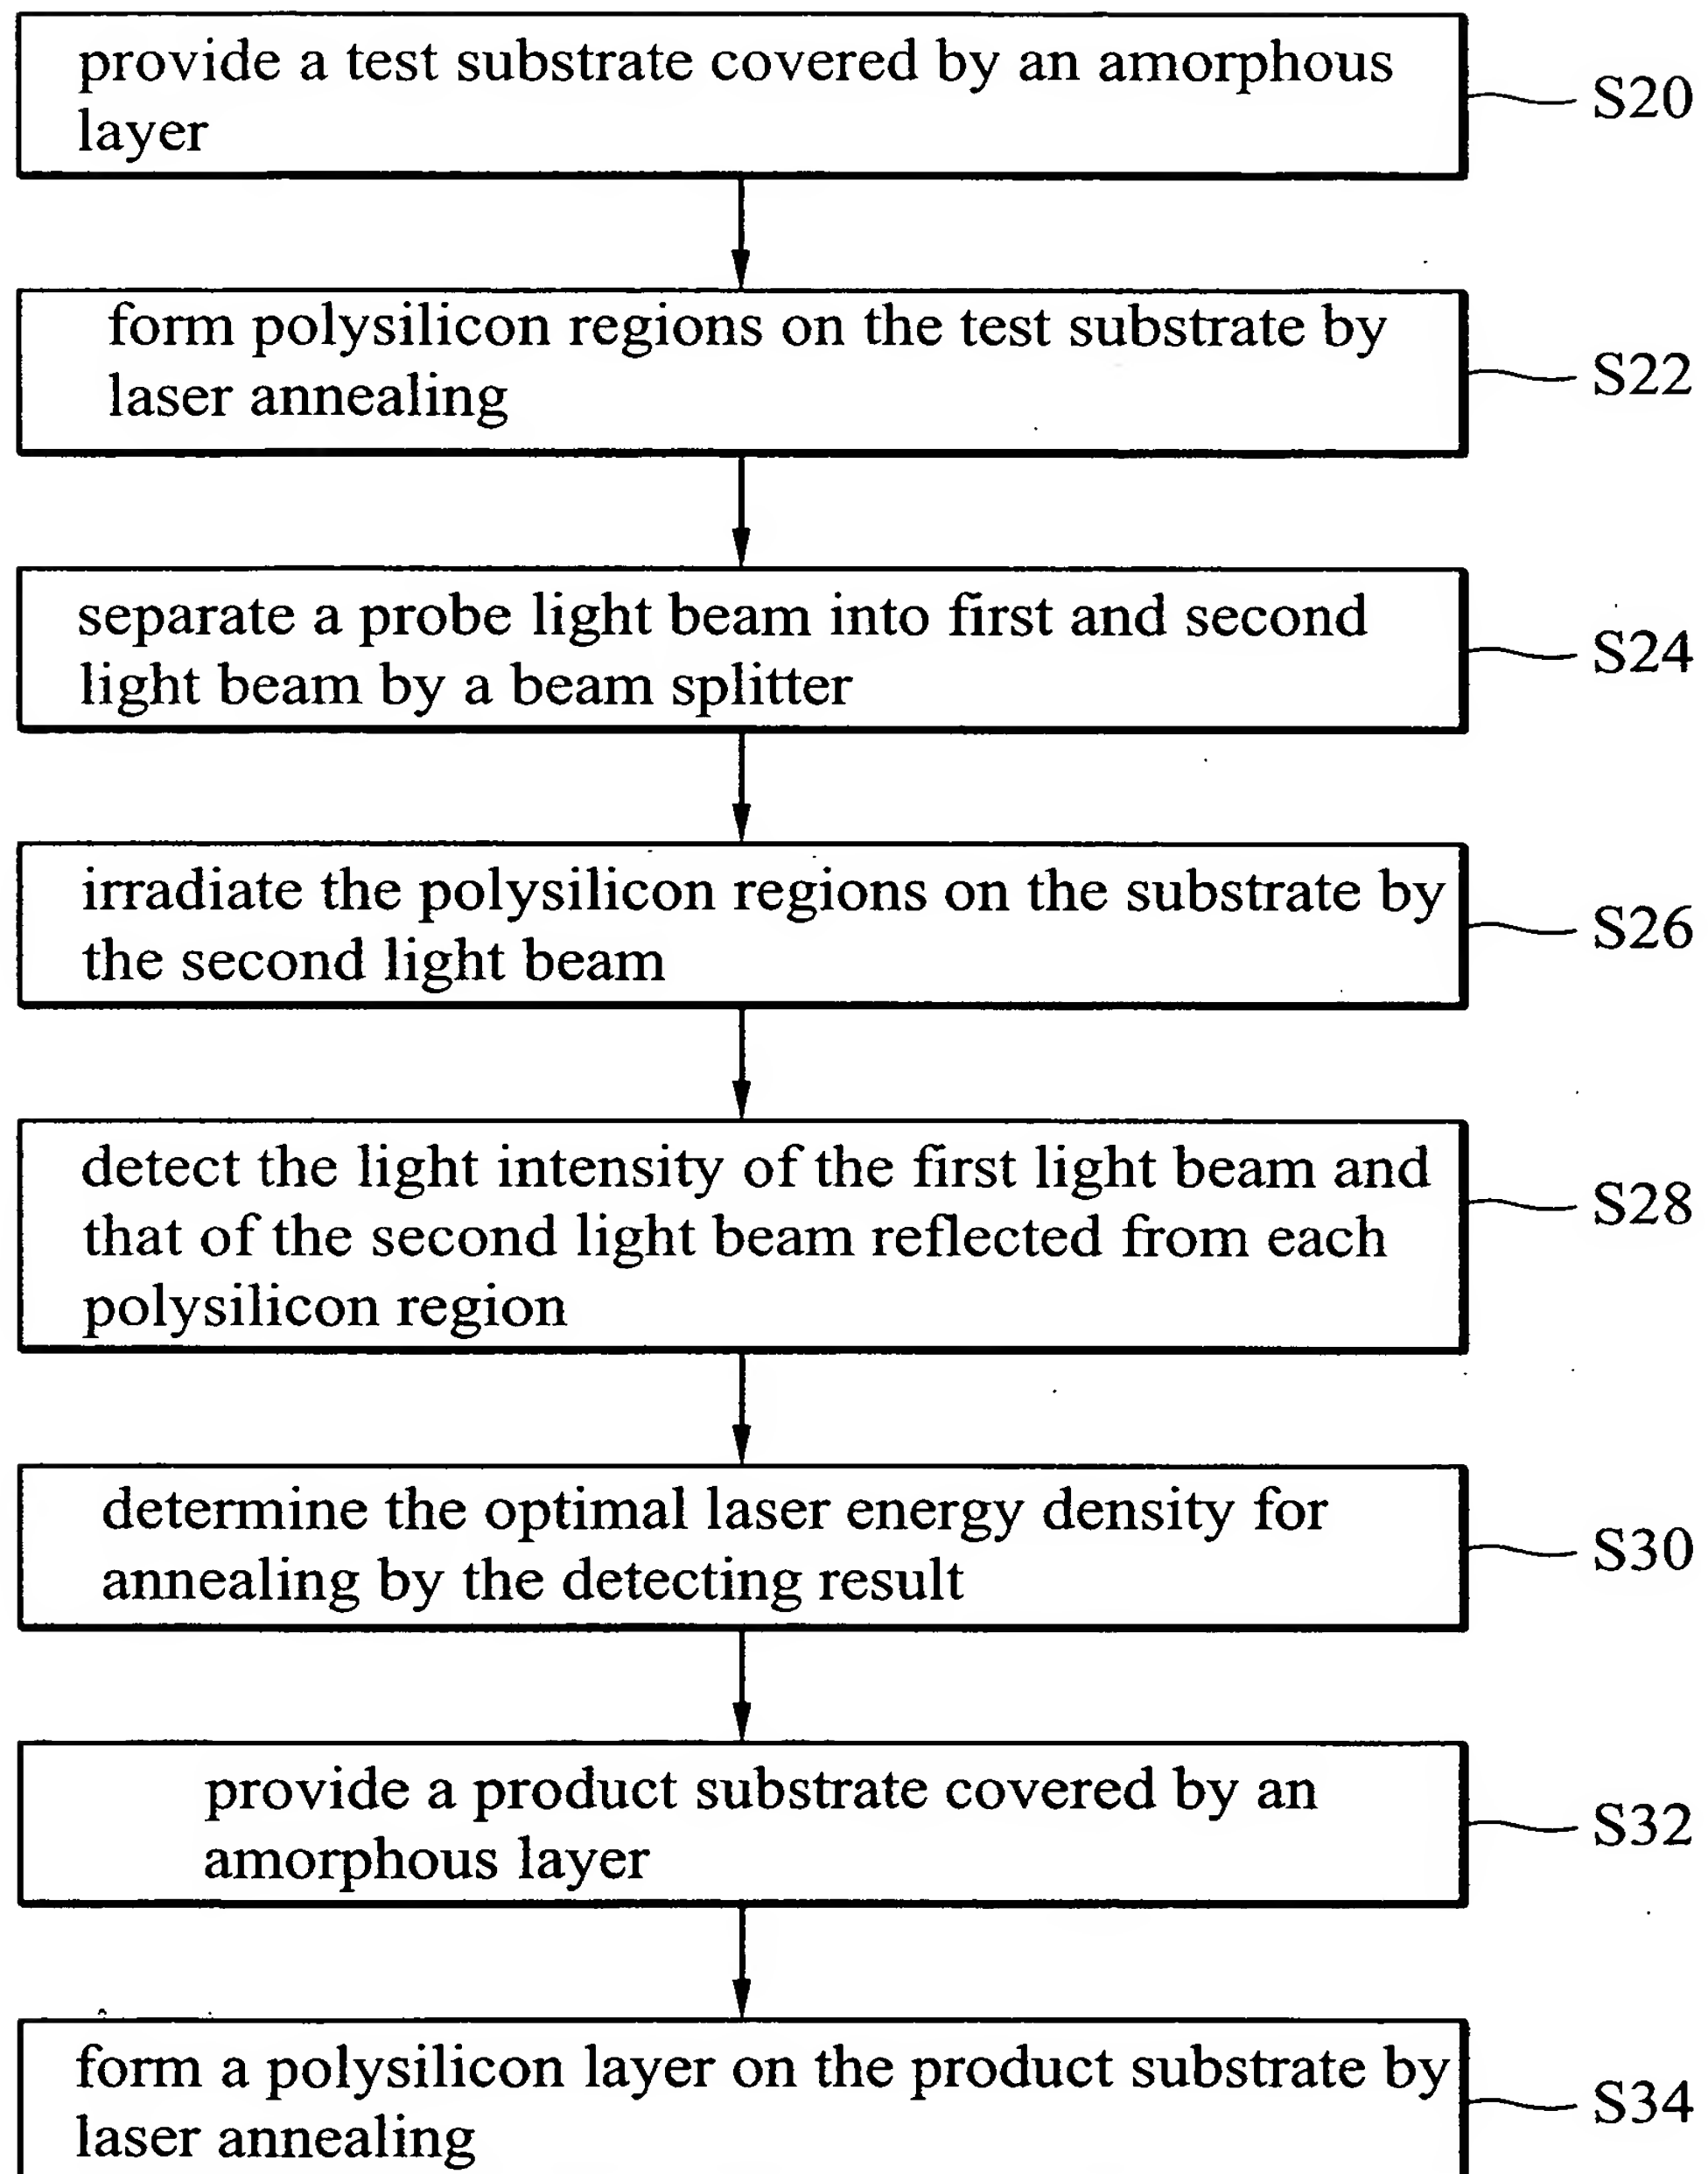 provide a test substrate covered by an amorphous
layer
S20
form polysilicon regions on the test substrate by
laser annealing
S22
separate a probe light beam into first and second
light beam by a beam splitter
S24
irradiate the polysilicon regions on the substrate by
the second light beam
S26
detect the light intensity of the first light beam and
that of the second light beam reflected from each
polysilicon region
S28
determine the optimal laser energy density for
annealing by the detecting result
S30
provide a product substrate covered by an
amorphous layer
S32
form a polysilicon layer on the product substrate by
laser annealing
S34